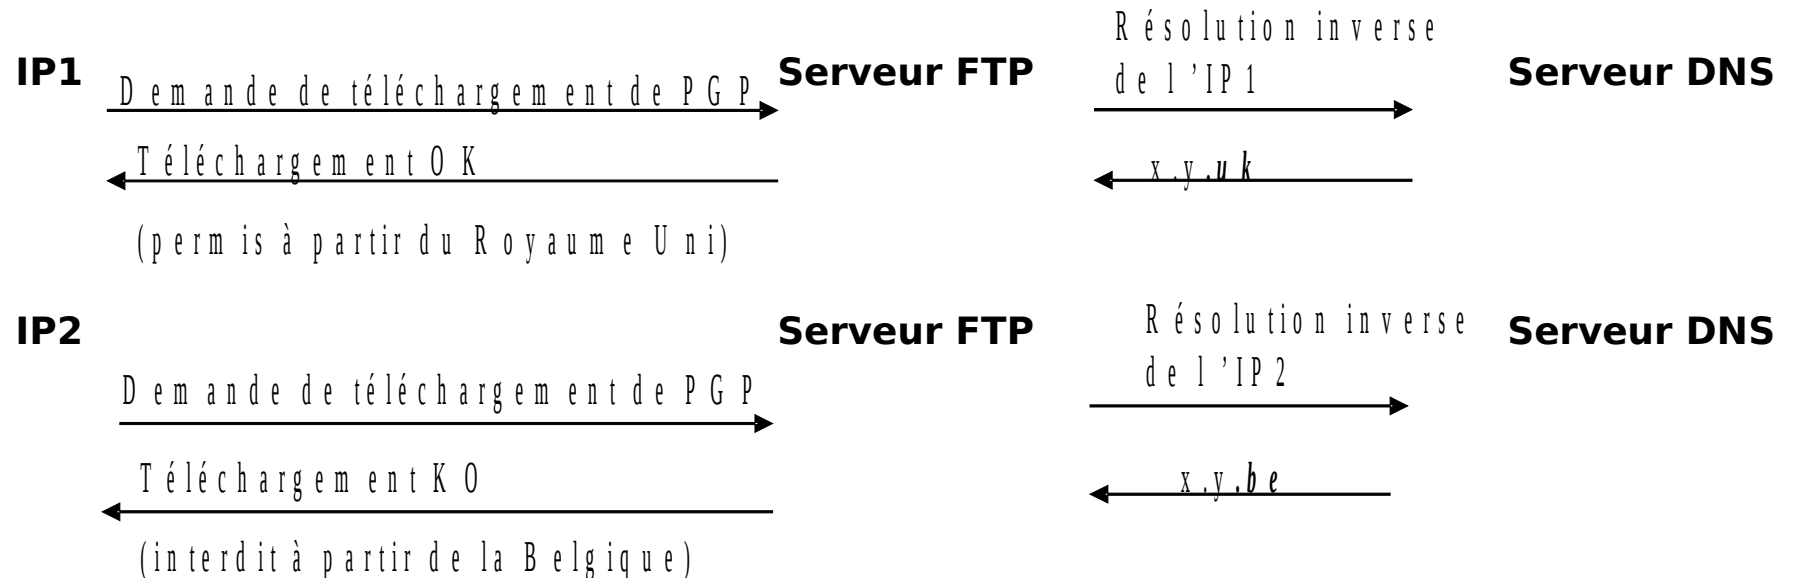 Résolution inverse
IP1 Demande de téléchargement de PGP Serveur FTP de l’IP1 Serveur DNS
Téléchargement OK x.y.uk
(permis à partir du Royaume Uni)
Résolution inverse
IP2 Serveur FTP Serveur DNS
de l’IP2
Demande de téléchargement de PGP
Téléchargement KO x.y.be
(interdit à partir de la Belgique)